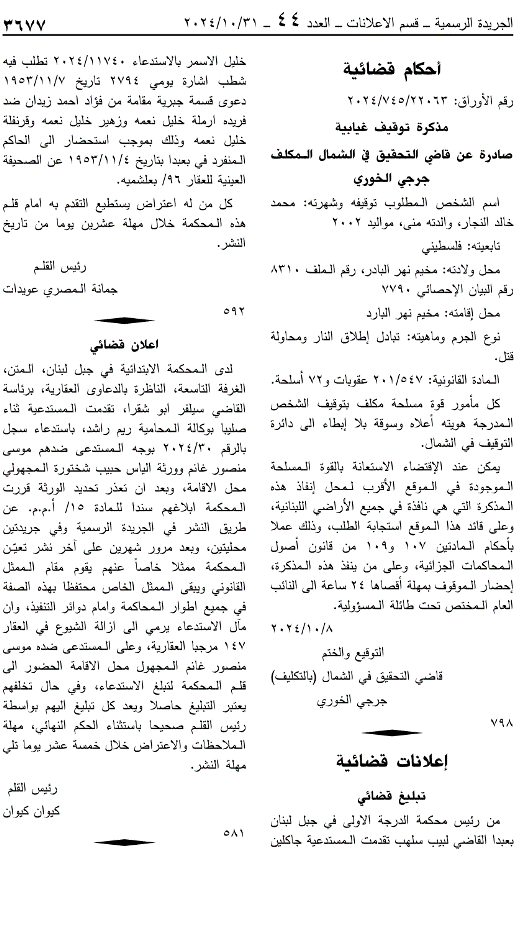 الجريدة الرسمية ــ قسم الاعلانات ــ العدد ٤٤ ــ ٢٠٢٤/١٠/٣١
٣٦٧٧
أحكام قضائية
رقم الأوراق: ٢٠٢٤/٧٤٥/٢٢٠٦٣
مذكرة توقيف غيابية
صادرة عن قاضي التحقيق في الشمال المكلف
جرجي الخوري
اسم الشخص المطلوب توقيفه وشهرته: محمد
خالد النجار، والدته منى، مواليد ٢٠٠٢
تابعيته: فلسطيني
محل ولادته: مخيم نهر البادر، رقم الملف ٨٣١٠
رقم البيان الإحصائي ٧٧٩٠
محل إقامته: مخيم نهر البارد
نوع الجرم وماهيته: تبادل إطلاق النار ومحاولة
قتل.
المادة القانونية: ٢٠١/٥٤٧ عقوبات و٧٢ أسلحة.
كل مأمور قوة مسلحة مكلف بتوقيف الشخص
المدرجة هويته أعلاه وسوقة بلا إبطاء الى دائرة
التوقيف في الشمال.
يمكن عند الإقتضاء الاستعانة بالقوة المسلحة
الموجودة في الموقع الأقرب لمحل إنفاذ هذه
المذكرة التي هي نافذة في جميع الأراضي اللبنانية،
وعلى قائد هذا الموقع استجابة الطلب، وذلك عملا
بأحكام المادتين ١٠٧ و١٠٩ من قانون أصول
المحاكمات الجزائية، وعلى من ينفذ هذه المذكرة،
إحضار الموقوف بمهلة أقصاها ٢٤ ساعة الى النائب
العام المختص تحت طائلة المسؤولية.
٢٠٢٤/١٠/٨
التوقيع والختم
قاضي التحقيق في الشمال (بالتكليف)
جرجي الخوري
٧٩٨
إعلانات قضائية
تبليغ قضائي
من رئيس محكمة الدرجة الاولى في جبل لبنان
بعبدا القاضي لبيب سلهب تقدمت المستدعية جاكلين
خليل الاسمر بالاستدعاء ٢٠٢٤/١١٧٤٠ تطلب فيه
شطب اشارة يومي ٢٧٩٤ تاريخ ١٩٥٣/١١/٧
دعوى قسمة جبرية مقامة من فؤاد احمد زيدان ضد
فريده ارملة خليل نعمه وزهير خليل نعمه وقرنفلة
خليل نعمه وذلك بموجب استحضار الى الحاكم
المنفرد في بعبدا بتاريخ ١٩٥٣/١١/٤ عن الصحيفة
العينية للعقار ٩٦/ بعلشميه.
كل من له اعتراض يستطيع التقدم به امام قلم
هذه المحكمة خلال مهلة عشرين يوما من تاريخ
النشر.
رئيس القلم
جمانة المصري عويدات
٥٩٢
اعلان قضائي
لدى المحكمة الابتدائية في جبل لبنان، المتن،
الغرفة التاسعة، الناظرة بالدعاوى العقارية، برئاسة
القاضي سيلفر ابو شقرا، تقدمت المستدعية ثناء
صليبا بوكالة المحامية ريم راشد، باستدعاء سجل
بالرقم ٢٠٢٤/٣٠ بوجه المستدعى ضدهم موسى
منصور غانم وورثة الياس حبيب شختورة المجهولي
محل الاقامة، وبعد ان تعذر تحديد الورثة قررت
المحكمة ابلاغهم سندا للمادة ١٥/ أ.م.م. عن
طريق النشر في الجريدة الرسمية وفي جريدتين
محليتين، وبعد مرور شهرين على آخر نشر تعيّن
المحكمة ممثلا خاصاً عنهم يقوم مقام الممثل
القانوني ويبقى الممثل الخاص محتفظا بهذه الصفة
في جميع اطوار المحاكمة وامام دوائر التنفيذ، وان
مآل الاستدعاء يرمي الى ازالة الشيوع في العقار
١٤٧ مرجبا العقارية، وعلى المستدعى ضده موسى
منصور غانم المجهول محل الاقامة الحضور الى
قلم المحكمة لتبلغ الاستدعاء، وفي حال تخلفهم
يعتبر التبليغ حاصلا وبعد كل تبليغ اليهم بواسطة
رئيس القلم صحيحا باستثناء الحكم النهائي، مهلة
الملاحظات والاعتراض خلال خمسة عشر يوما تلي
مهلة النشر.
رئيس القلم
كيوان كيوان
٥٨١